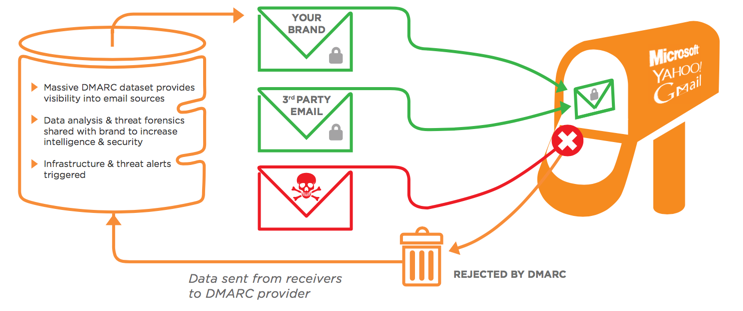 YOUR
BRAND
Massive DMARC dataset provides
visibility into email sources
Data analysis & threat forensics
shared with brand to increase
intelligence & security
Infrastructure & threat alerts
triggered
3rd PARTY
EMAIL
Microsoft
YAHOO!
Gmail
REJECTED BY DMARC
Data sent from receivers
to DMARC provider